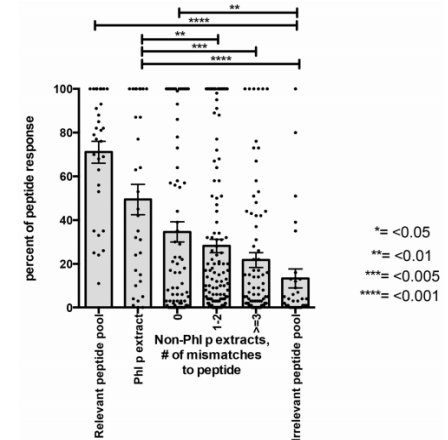 **
****
**
***
****
percent of peptide response
100
80
60
40
20
0
Relevant peptide pool
Phl p extract
0
1-2
>=3
Irrelevant peptide pool
Non-Phl p extracts,
# of mismatches
to peptide
*= <0.05
**= <0.01
***= <0.005
****= <0.001